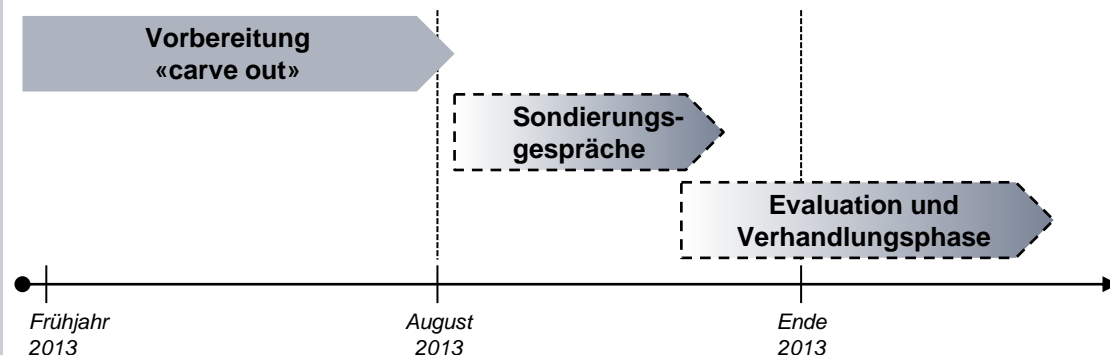 Vorbereitung
«carve out»
Sondierungs-
gespräche
Evaluation und
Verhandlungsphase
Frühjahr
2013
August
2013
Ende
2013